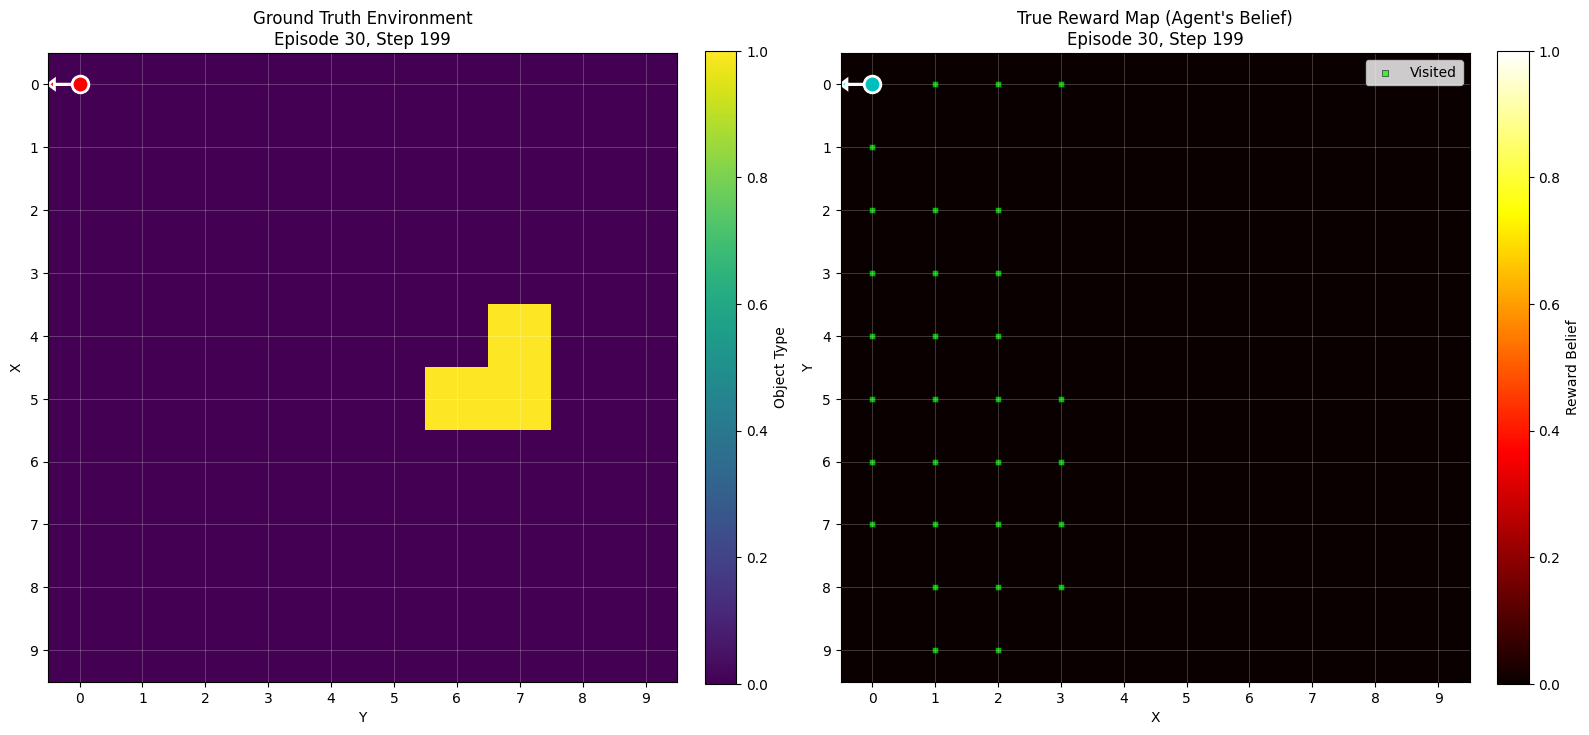 Ground Truth Environment
Episode 30, Step 199
True Reward Map (Agent's Belief)
Episode 30, Step 199
0
1
2
3
4
5
6
7
8
9
X
0 1 2 3 4 5 6 7 8 9
Y
1.0
0.8
0.6
0.4
0.2
0.0
Object Type
Visited
0
1
2
3
4
5
6
7
8
9
Y
0 1 2 3 4 5 6 7 8 9
X
1.0
0.8
0.6
0.4
0.2
0.0
Reward Belief